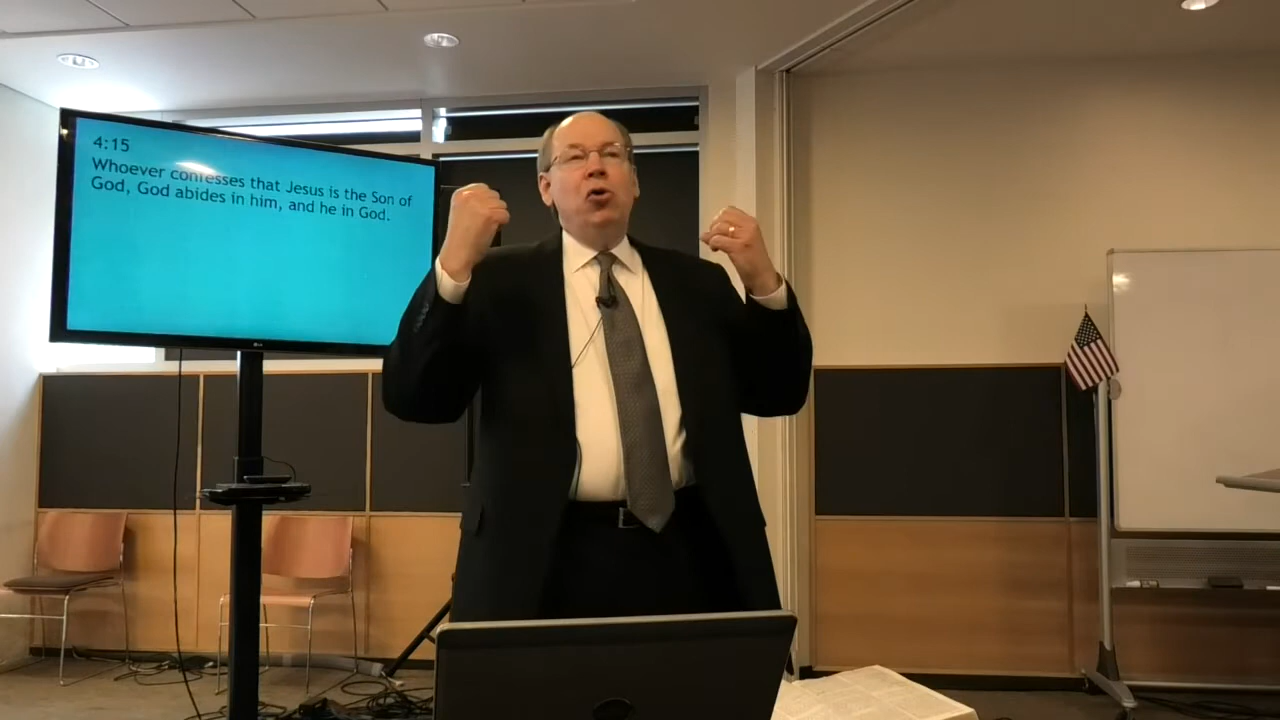 4:15
Whoever confesses that Jesus is the Son of
God, God abides in him, and he in God.
LG